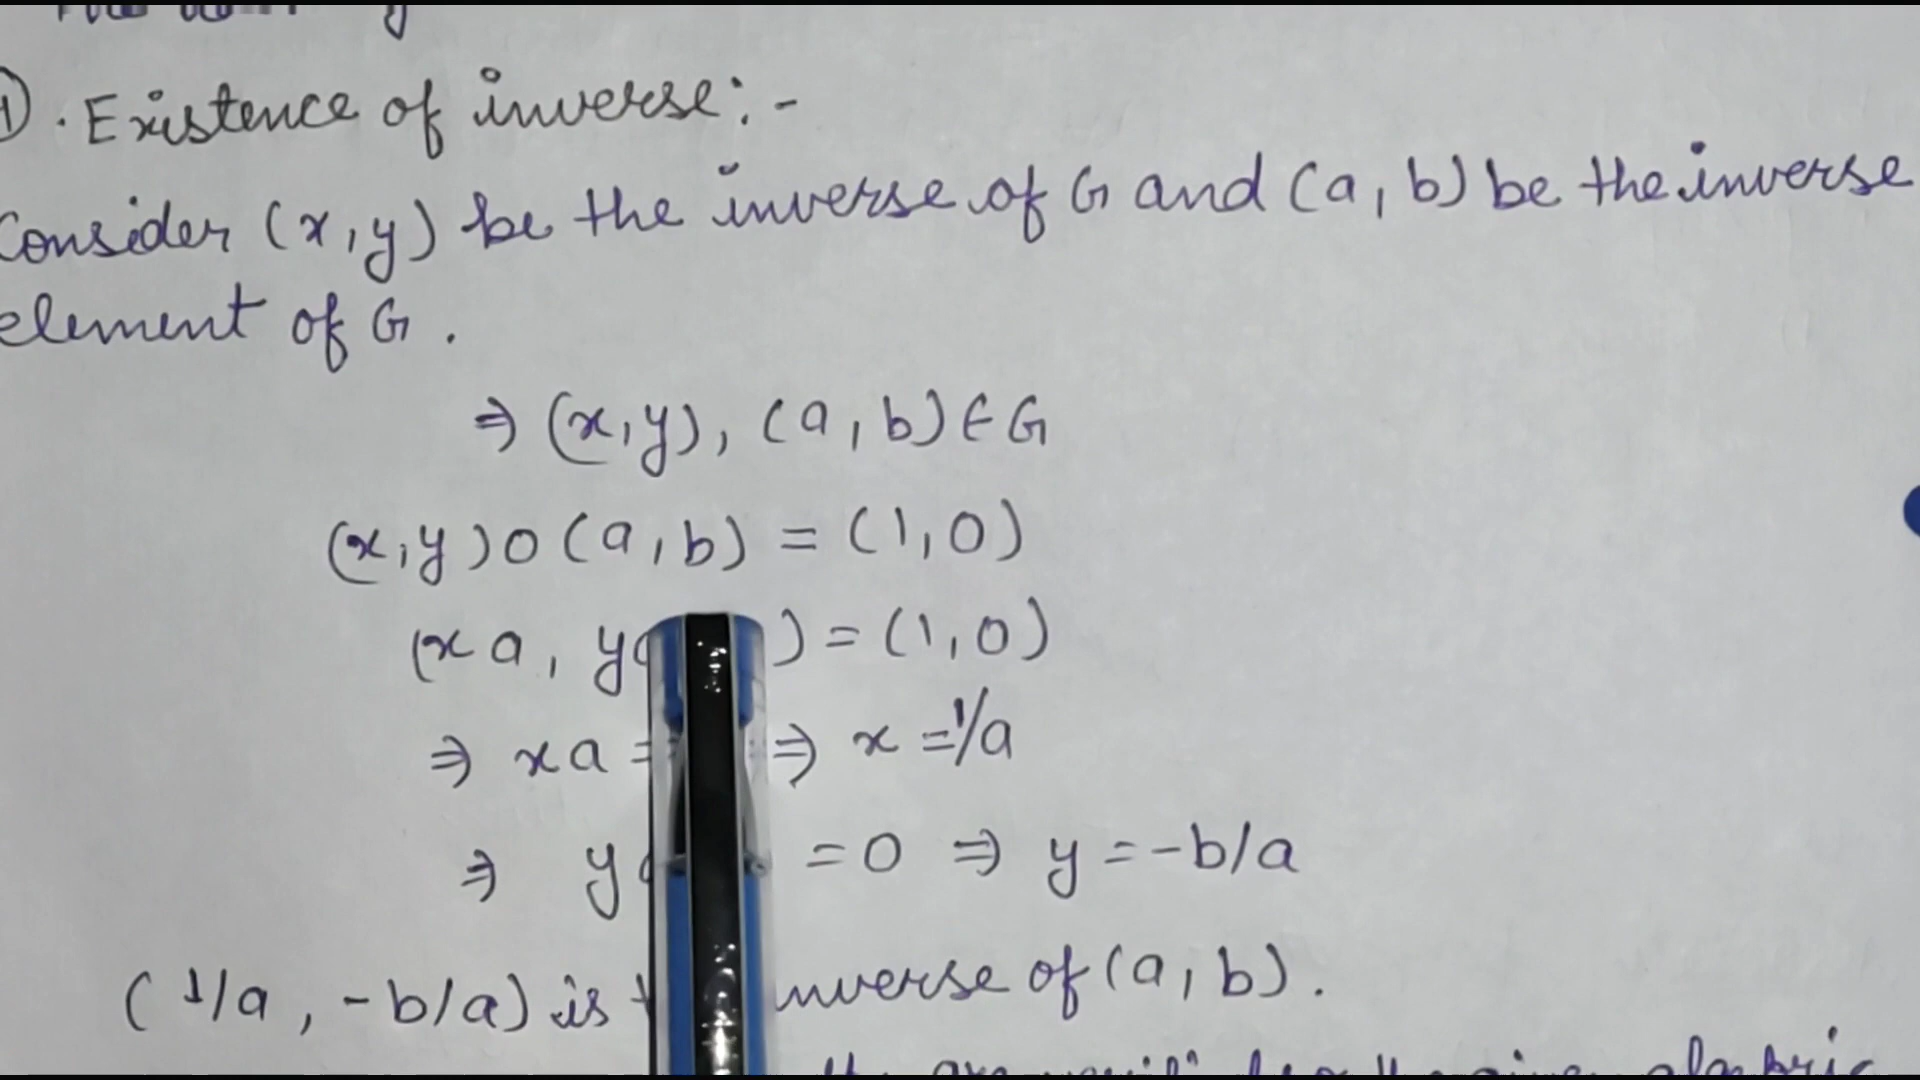 . Existence of inverse:-
Consider (x,y) be the inverse of G and (a,b) be the inverse
element of G.
⇒ (x,y), (a,b) ∈ G
(x,y) o (a,b) = (1,0)
(xa, y ) = (1,0)
⇒ xa = ⇒ x = 1/a
⇒ y = 0 ⇒ y = -b/a
(1/a, -b/a) is inverse of (a,b).